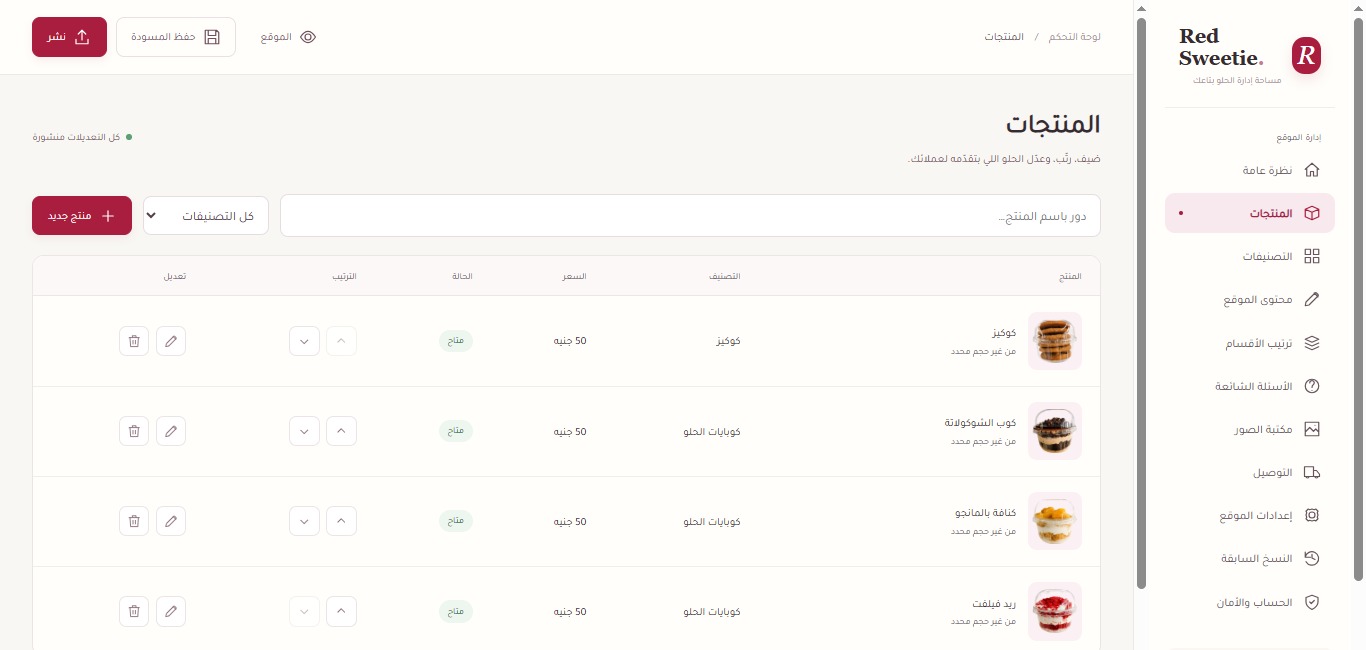 Red
Sweetie.
R
مساحة إدارة الحلو بتاعك
إدارة الموقع
نظرة عامة
المنتجات
التصنيفات
محتوى الموقع
ترتيب الأقسام
الأسئلة الشائعة
مكتبة الصور
التوصيل
إعدادات الموقع
النسخ السابقة
الحساب والأمان
لوحة التحكم / المنتجات
الموقع
حفظ المسودة
نشر
المنتجات
كل التعديلات منشورة
ضيف، رتّب، وعدّل الحلو اللي بتقدّمه لعملائك.
دور باسم المنتج...
كل التصنيفات
منتج جديد
المنتج التصنيف السعر الحالة الترتيب تعديل
كوكيز
من غير حجم محدد
كوكيز 50 جنيه متاح
كوب الشوكولاتة
من غير حجم محدد
كوبايات الحلو 50 جنيه متاح
كنافة بالمانجو
من غير حجم محدد
كوبايات الحلو 50 جنيه متاح
ريد فيلفت
من غير حجم محدد
كوبايات الحلو 50 جنيه متاح